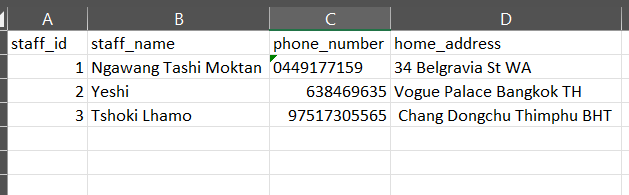 A B C D
staff_id staff_name phone_number home_address
1 Ngawang Tashi Moktan 0449177159 34 Belgravia St WA
2 Yeshi 638469635 Vogue Palace Bangkok TH
3 Tshoki Lhamo 97517305565 Chang Dongchu Thimphu BHT